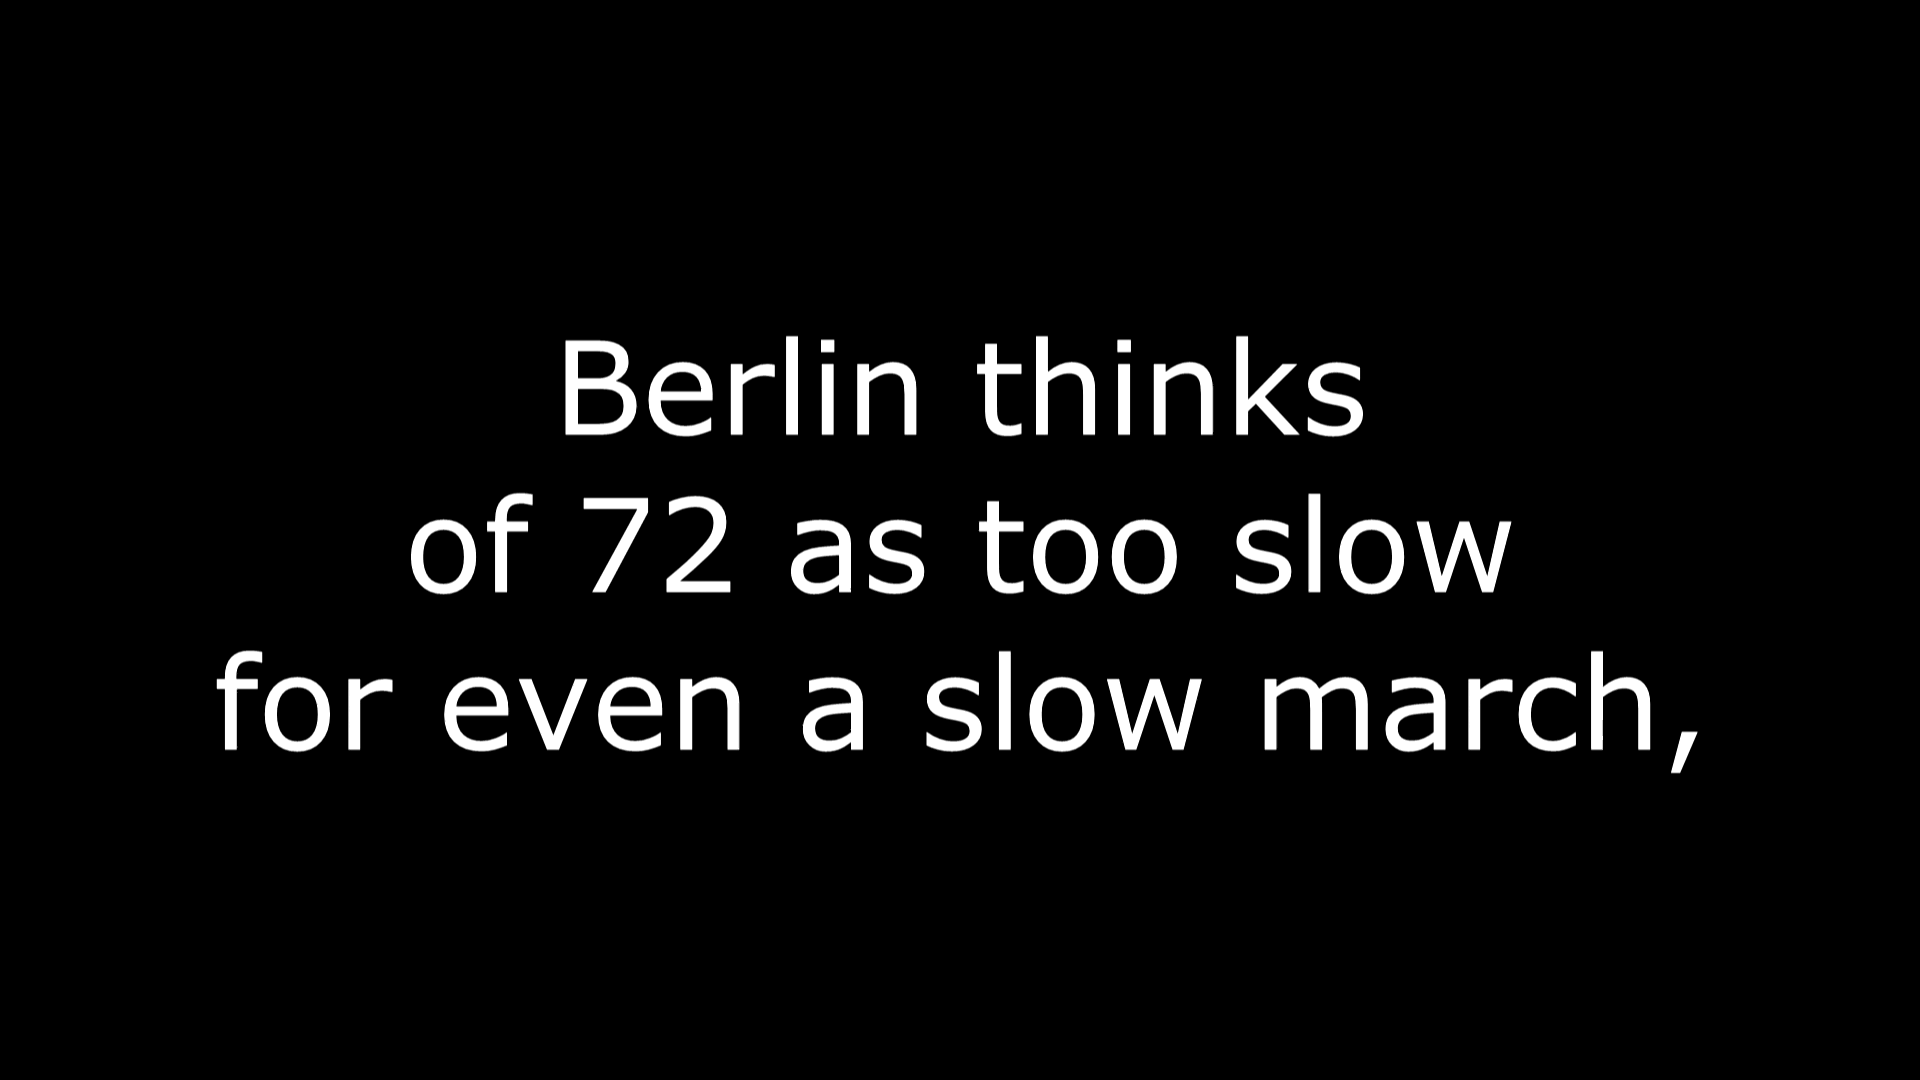 Berlin thinks
of 72 as too slow
for even a slow march,